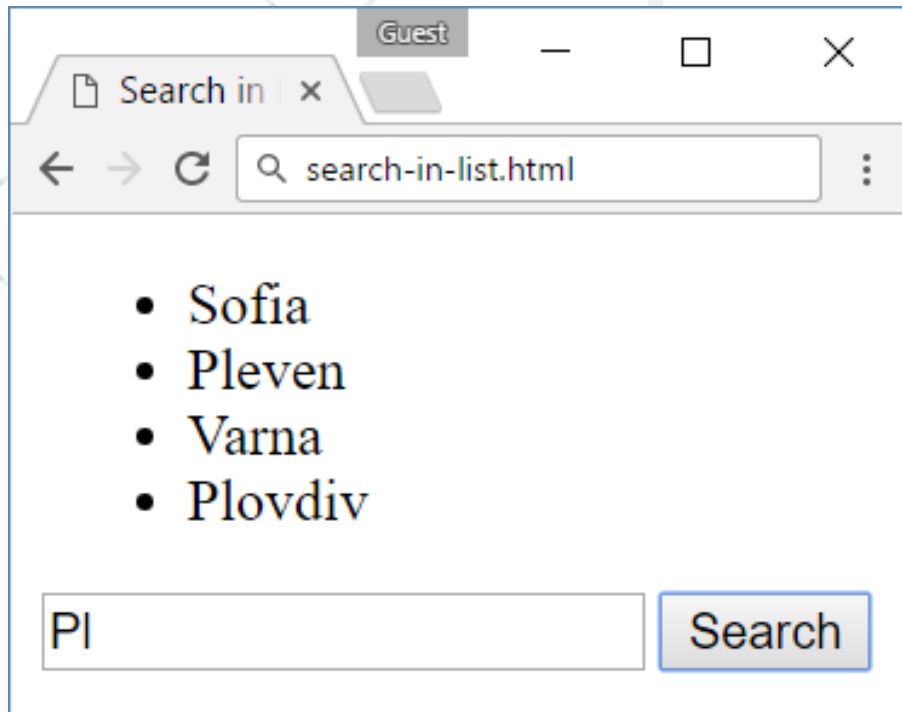 Guest
Search in
search-in-list.html
Sofia
Pleven
Varna
Plovdiv
Pl Search